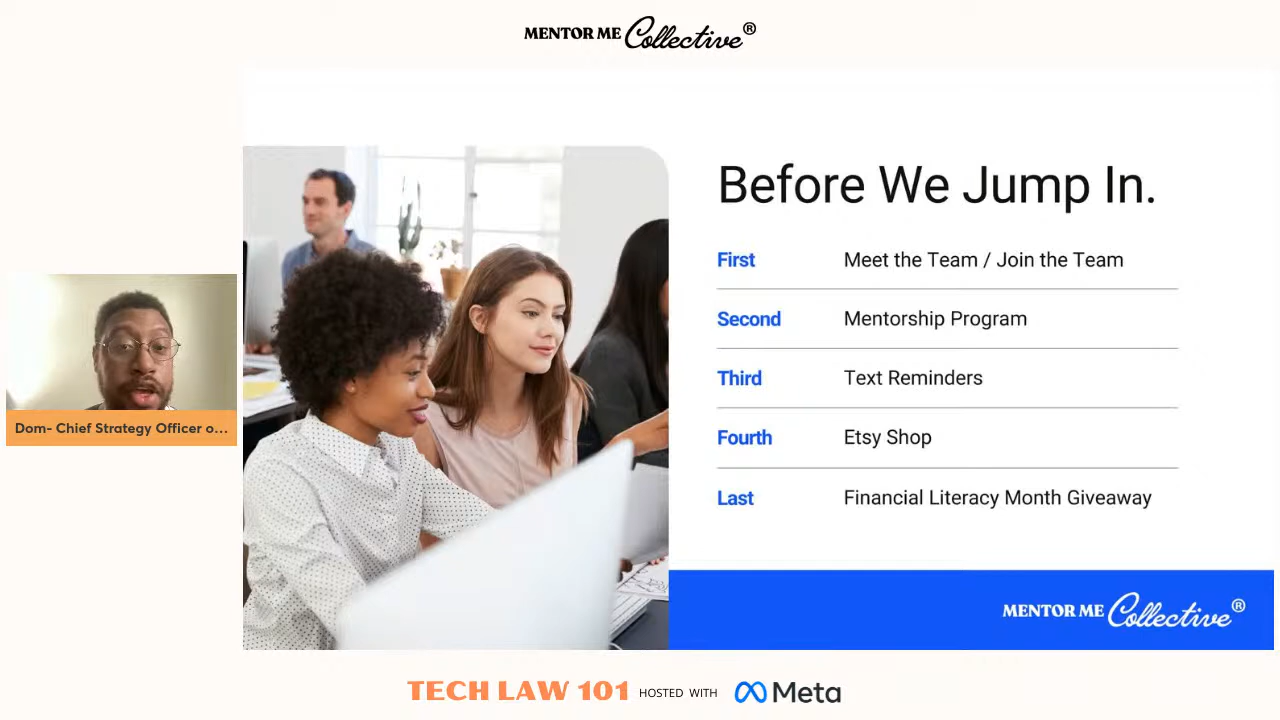 MENTOR ME Collective®
Before We Jump In.
First Meet the Team / Join the Team
Second Mentorship Program
Third Text Reminders
Fourth Etsy Shop
Last Financial Literacy Month Giveaway
Dom- Chief Strategy Officer o...
MENTOR ME Collective®
TECH LAW 101 HOSTED WITH Meta